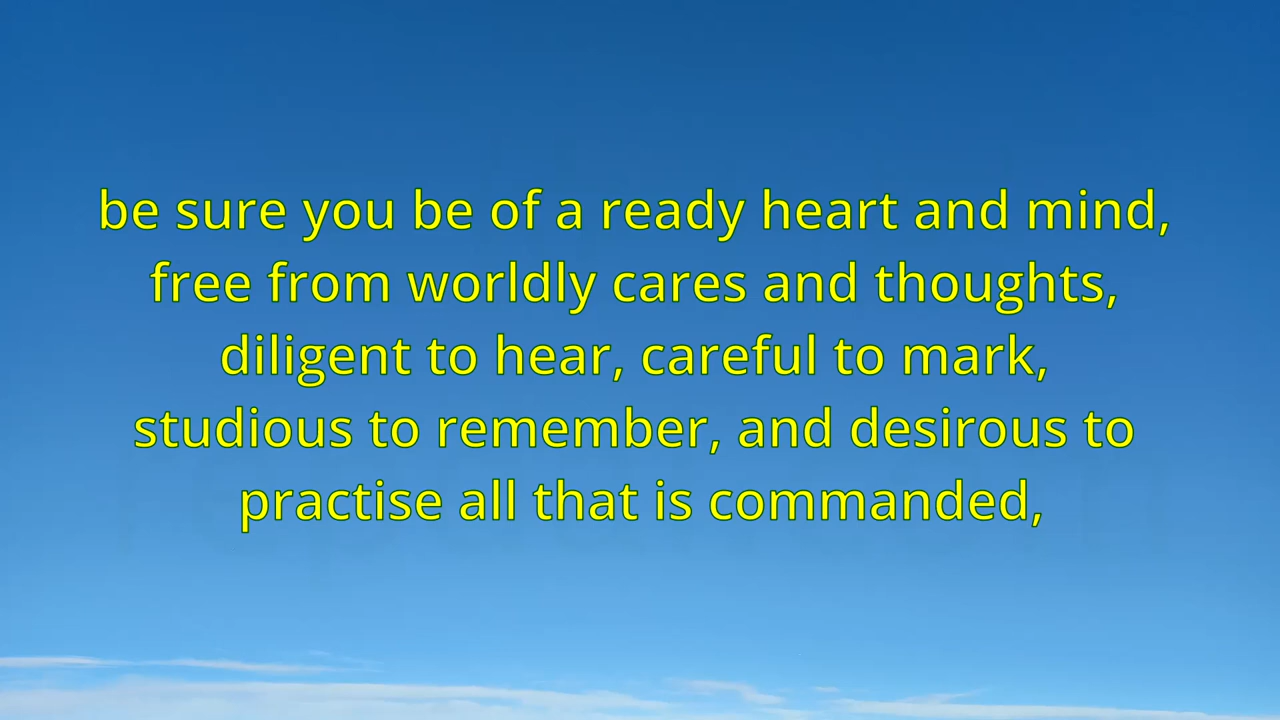 be sure you be of a ready heart and mind,
free from worldly cares and thoughts,
diligent to hear, careful to mark,
studious to remember, and desirous to
practise all that is commanded,